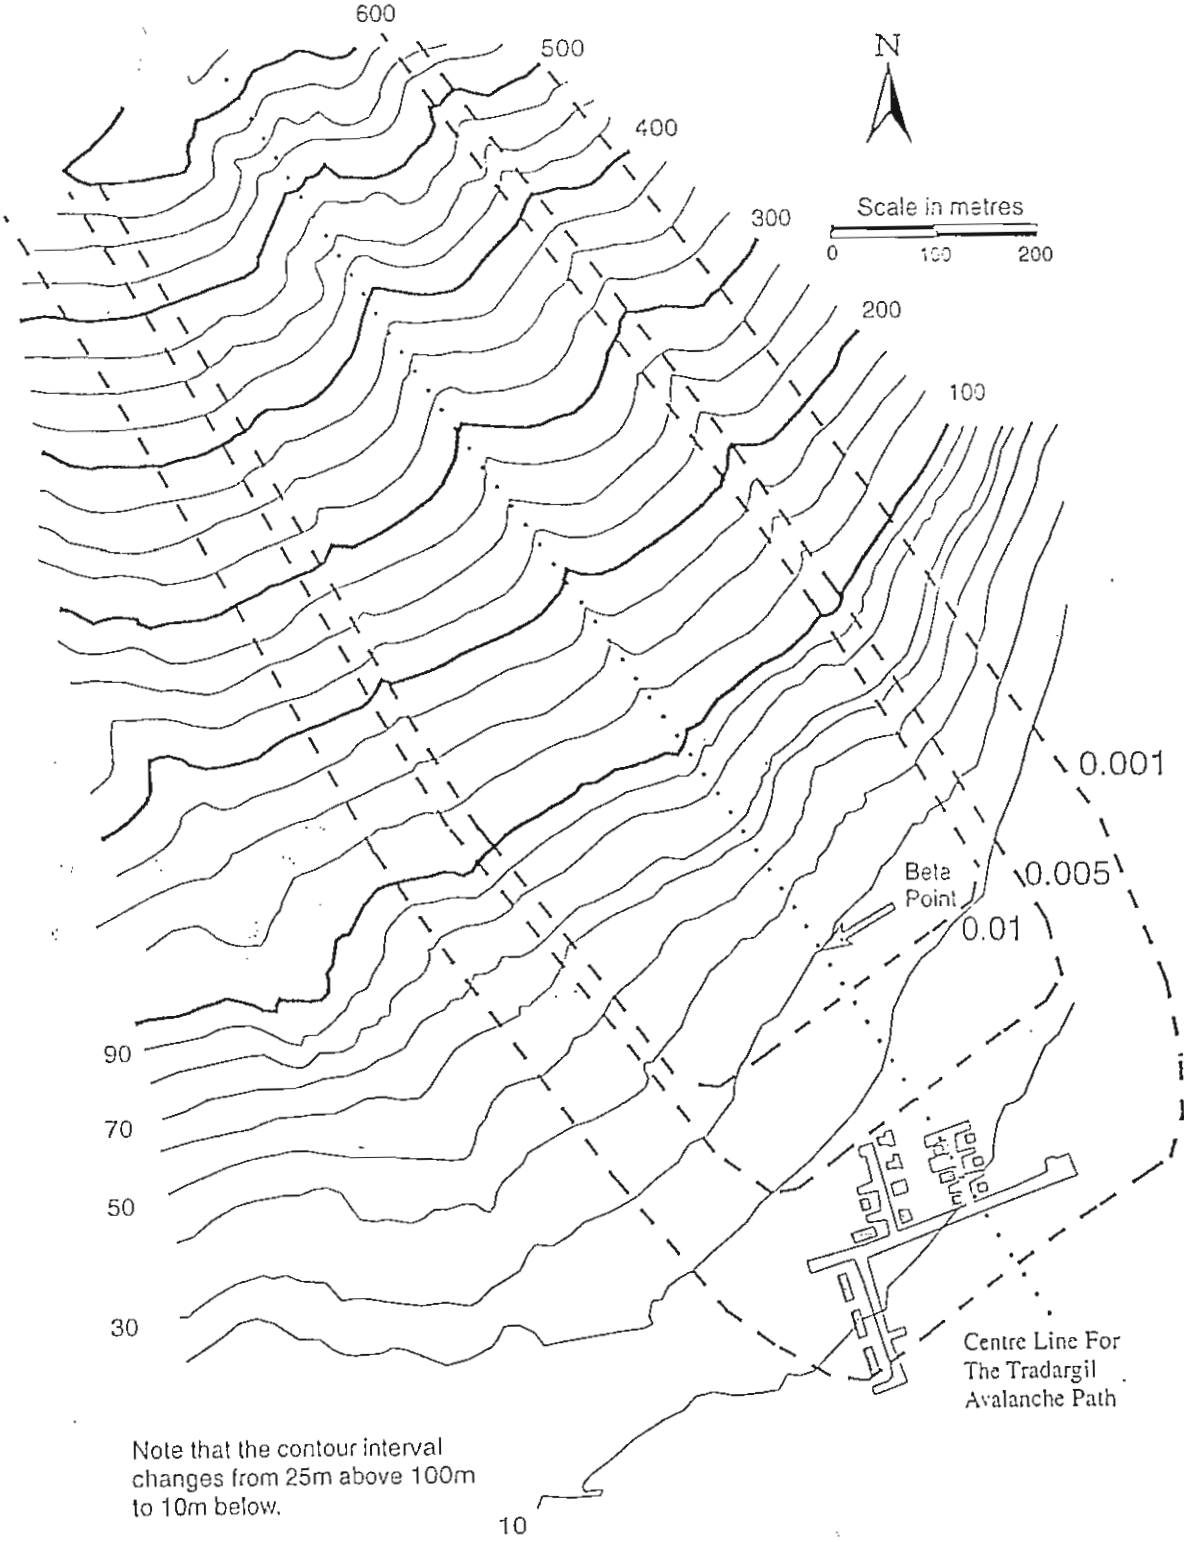 600
500
N
400
Scale in metres
0 100 200
300
200
100
0.001
Beta
Point
0.005
0.01
90
70
50
30
Centre Line For
The Tradargil
Avalanche Path
Note that the contour interval
changes from 25m above 100m
to 10m below.
10